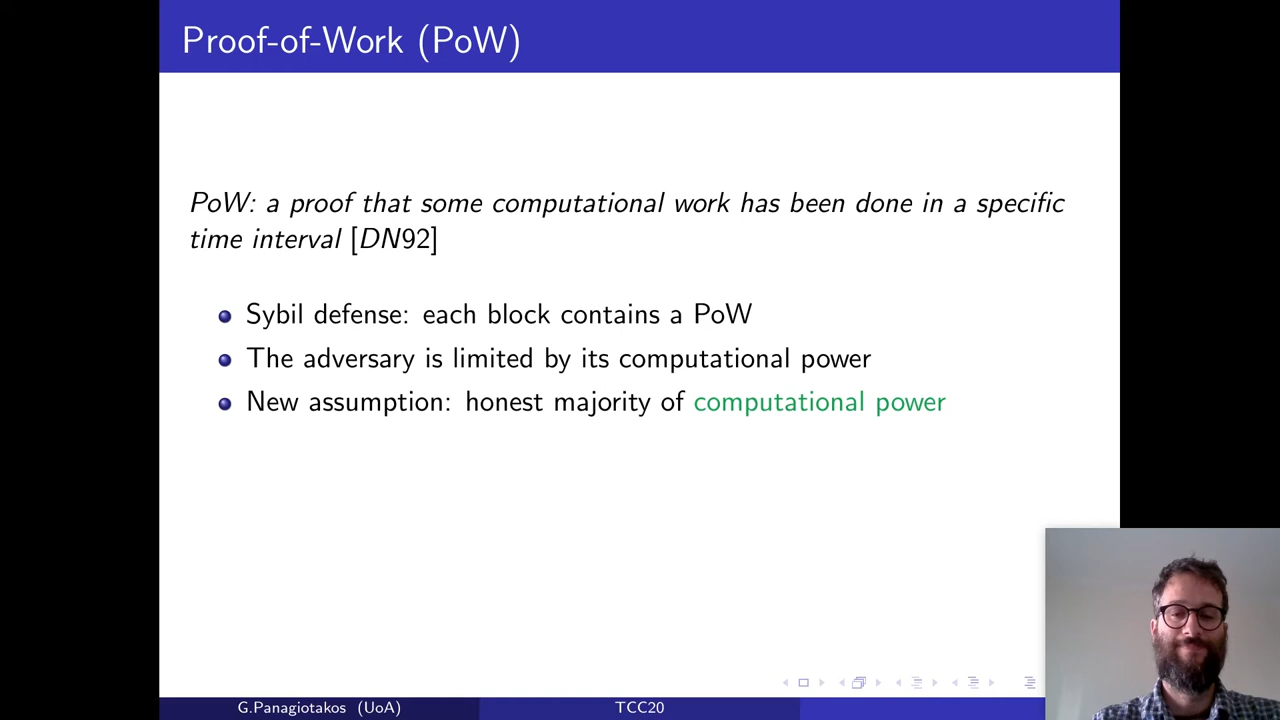 Proof-of-Work (PoW)
PoW: a proof that some computational work has been done in a specific
time interval [DN92]
Sybil defense: each block contains a PoW
The adversary is limited by its computational power
New assumption: honest majority of computational power
G.Panagiotakos (UoA)
TCC20